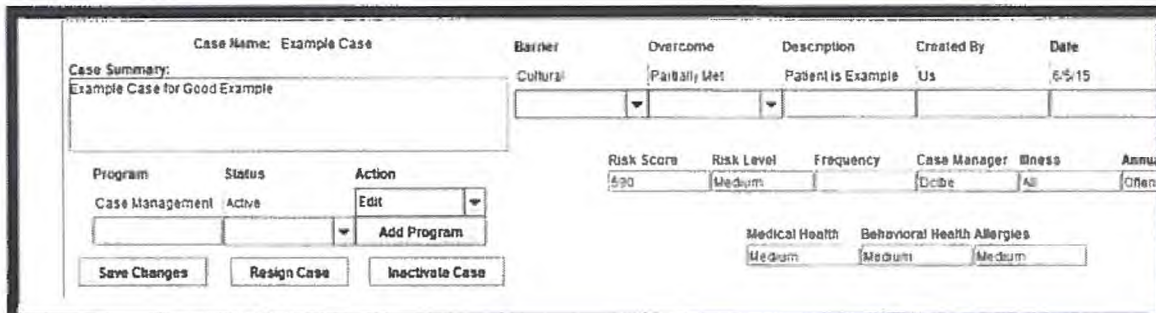 Case Name: Example Case
Case Summary:
Example Case for Good Example
Barrier Overcome Description Created By Date
Cultural Partially Met Patient is Example Us 6/5/15
Program Status Action
Case Management Active Edit
Add Program
Save Changes Resign Case Inactivate Case
Risk Score Risk Level Frequency Case Manager Illness
Medium All
Medical Health Behavioral Health Allergies
Medium Medium Medium